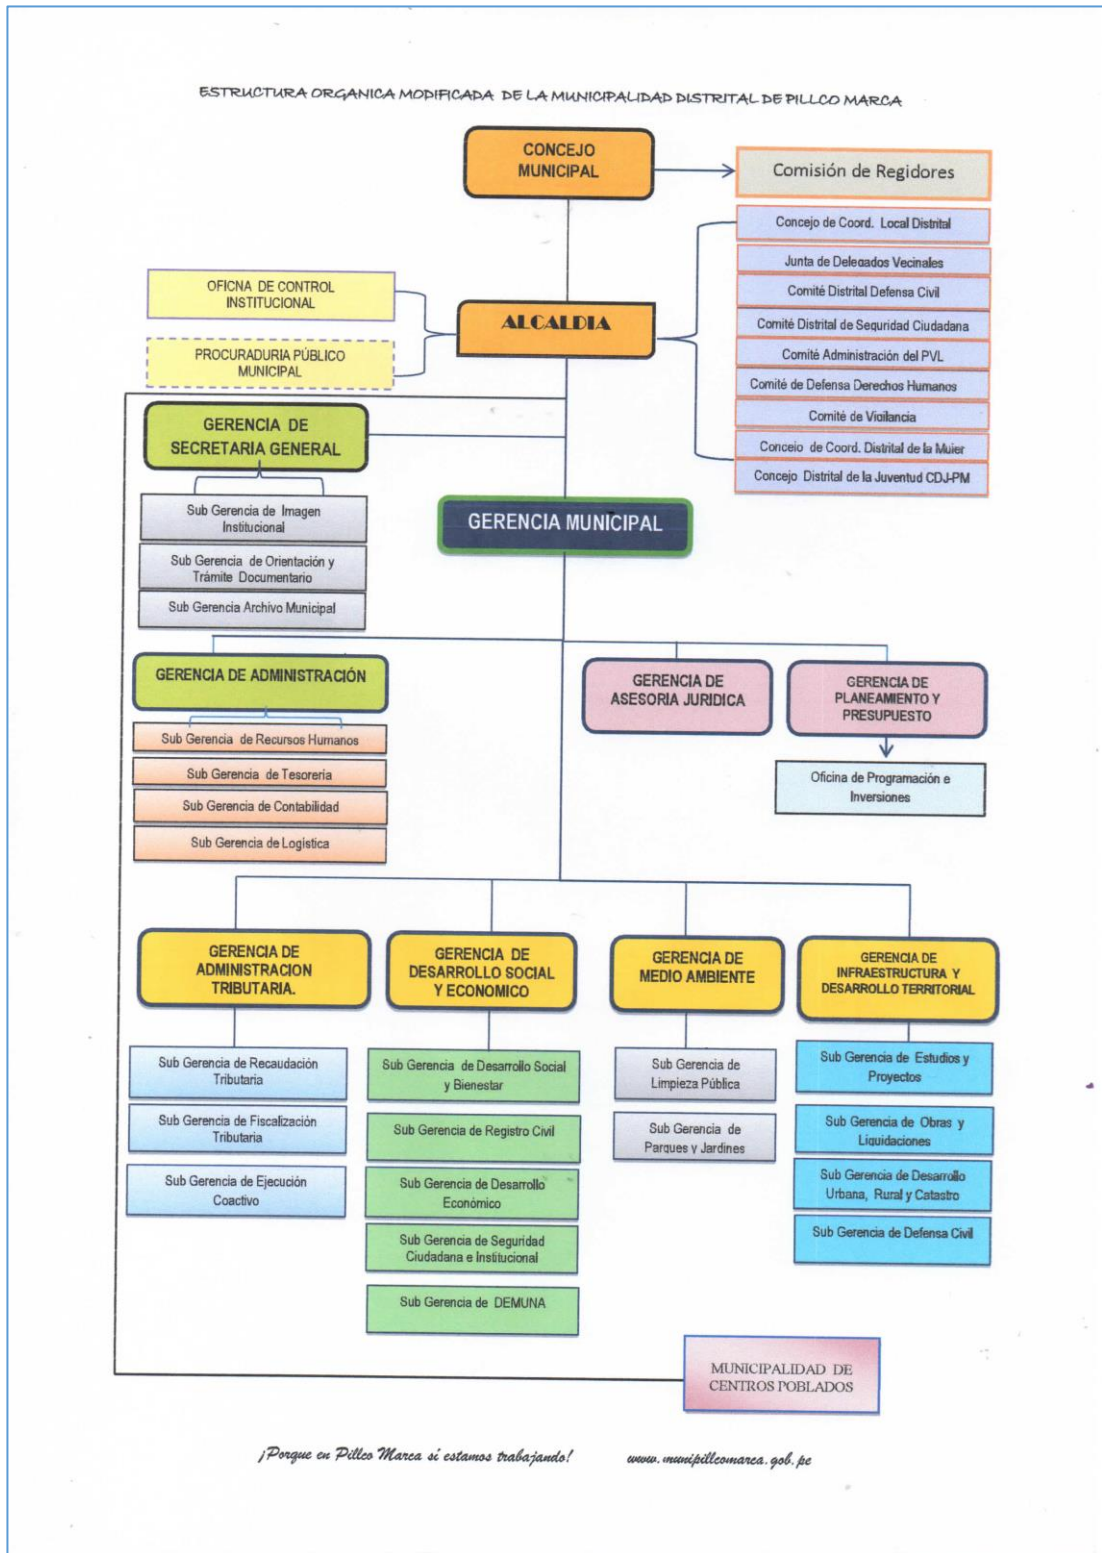 ESTRUCTURA ORGANICA MODIFICADA DE LA MUNICIPALIDAD DISTRITAL DE PILLCO MARCA
CONCEJO
MUNICIPAL
Comisión de Regidores
Concejo de Coord. Local Distrital
Junta de Delegados Vecinales
Comité Distrital Defensa Civil
Comité Distrital de Seguridad Ciudadana
Comité Administración del PVL
Comité de Defensa Derechos Humanos
Comité de Vigilancia
Concejo de Coord. Distrital de la Mujer
Concejo Distrital de la Juventud CDJ-PM
OFICNA DE CONTROL
INSTITUCIONAL
ALCALDIA
PROCURADURIA PÚBLICO
MUNICIPAL
GERENCIA DE
SECRETARIA GENERAL
Sub Gerencia de Imagen
Institucional
Sub Gerencia de Orientación y
Trámite Documentario
Sub Gerencia Archivo Municipal
GERENCIA MUNICIPAL
GERENCIA DE ADMINISTRACIÓN
Sub Gerencia de Recursos Humanos
Sub Gerencia de Tesorería
Sub Gerencia de Contabilidad
Sub Gerencia de Logística
GERENCIA DE
ASESORIA JURIDICA
GERENCIA DE
PLANEAMIENTO Y
PRESUPUESTO
Oficina de Programación e
Inversiones
GERENCIA DE
ADMINISTRACION
TRIBUTARIA.
Sub Gerencia de Recaudación
Tributaria
Sub Gerencia de Fiscalización
Tributaria
Sub Gerencia de Ejecución
Coactivo
GERENCIA DE
DESARROLLO SOCIAL
Y ECONOMICO
Sub Gerencia de Desarrollo Social
y Bienestar
Sub Gerencia de Registro Civil
Sub Gerencia de Desarrollo
Económico
Sub Gerencia de Seguridad
Ciudadana e Institucional
Sub Gerencia de DEMUNA
GERENCIA DE
MEDIO AMBIENTE
Sub Gerencia de
Limpieza Pública
Sub Gerencia de
Parques y Jardines
GERENCIA DE
INFRAESTRUCTURA Y
DESARROLLO TERRITORIAL
Sub Gerencia de Estudios y
Proyectos
Sub Gerencia de Obras y
Liquidaciones
Sub Gerencia de Desarrollo
Urbana, Rural y Catastro
Sub Gerencia de Defensa Civil
MUNICIPALIDAD DE
CENTROS POBLADOS
¡Porque en Pillco Marca sí estamos trabajando! www.munipillcomarca.gob.pe